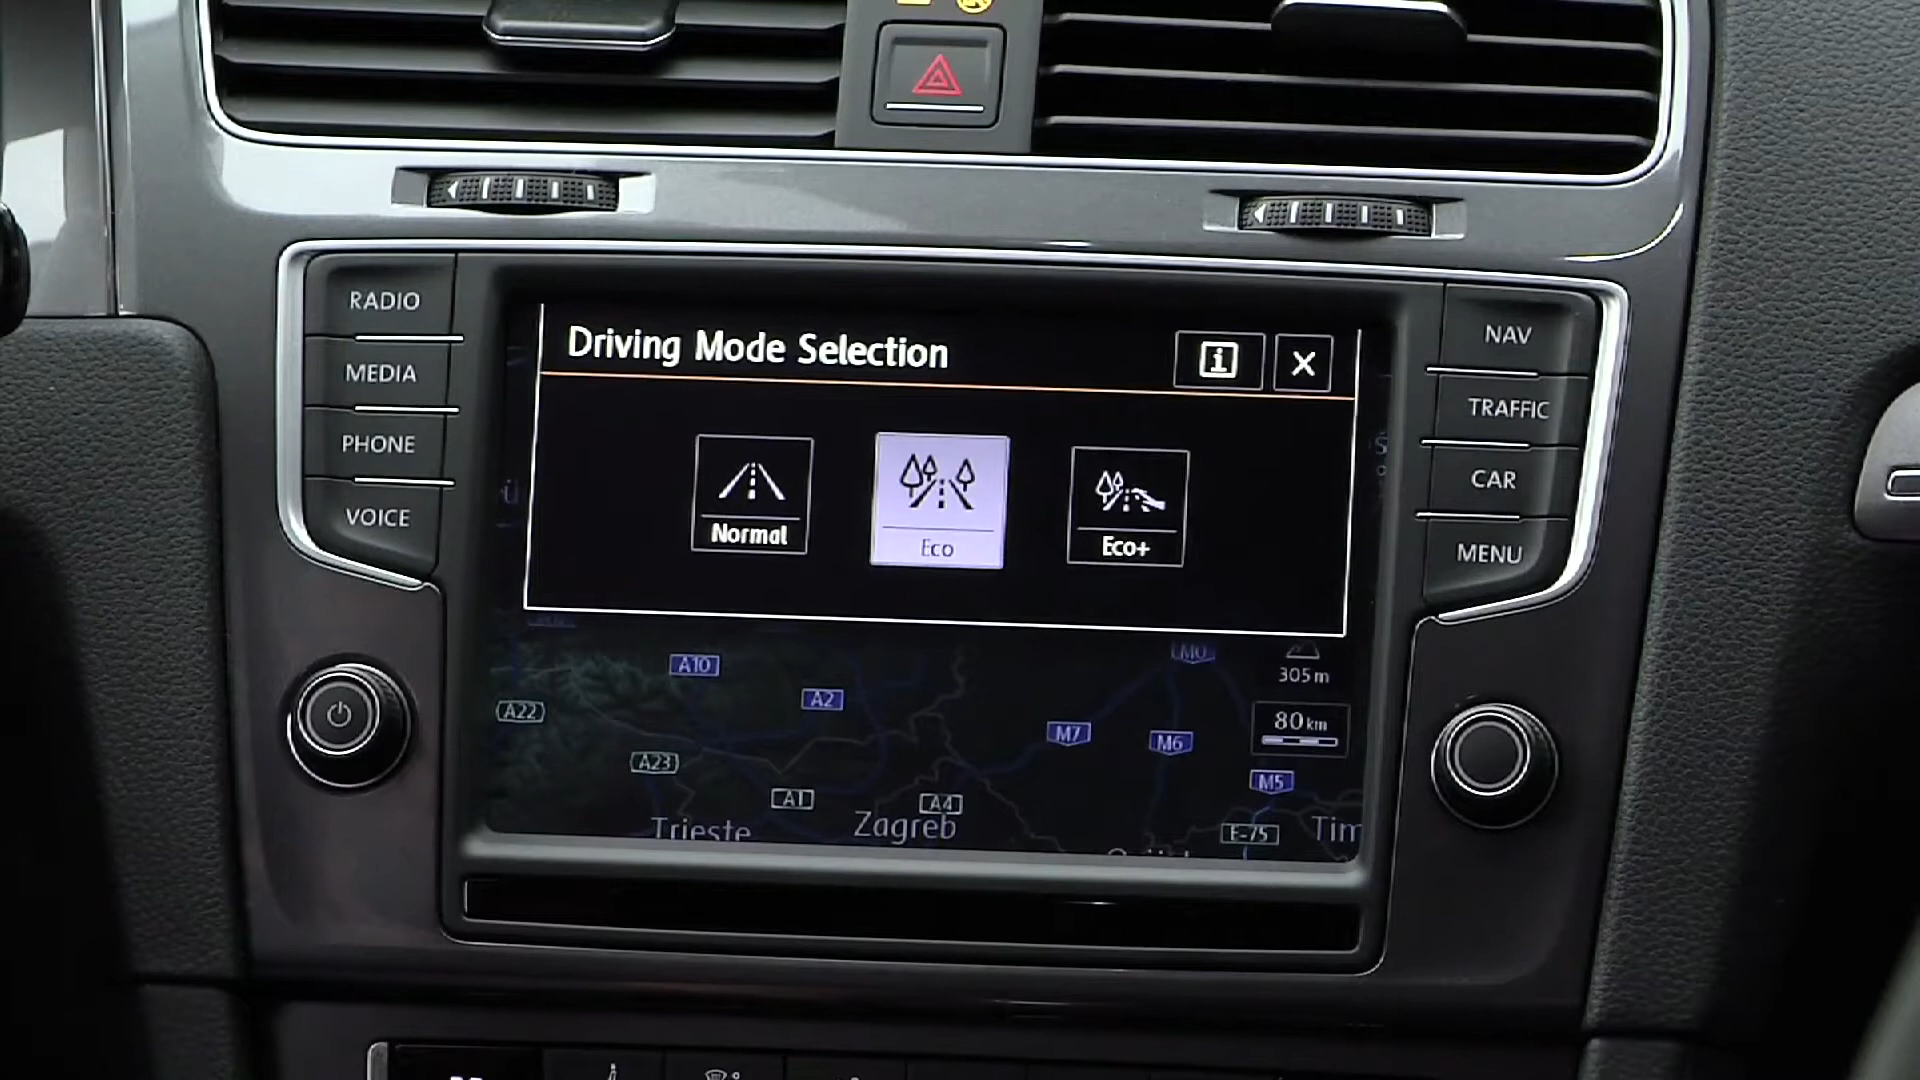 RADIO
MEDIA
PHONE
VOICE
Driving Mode Selection
i
X
Normal
Eco
Eco+
NAV
TRAFFIC
CAR
MENU
A10
M0
305 m
A22
A2
80 km
M7
M6
A23
M5
A1
A4
Trieste
Zagreb
E-75